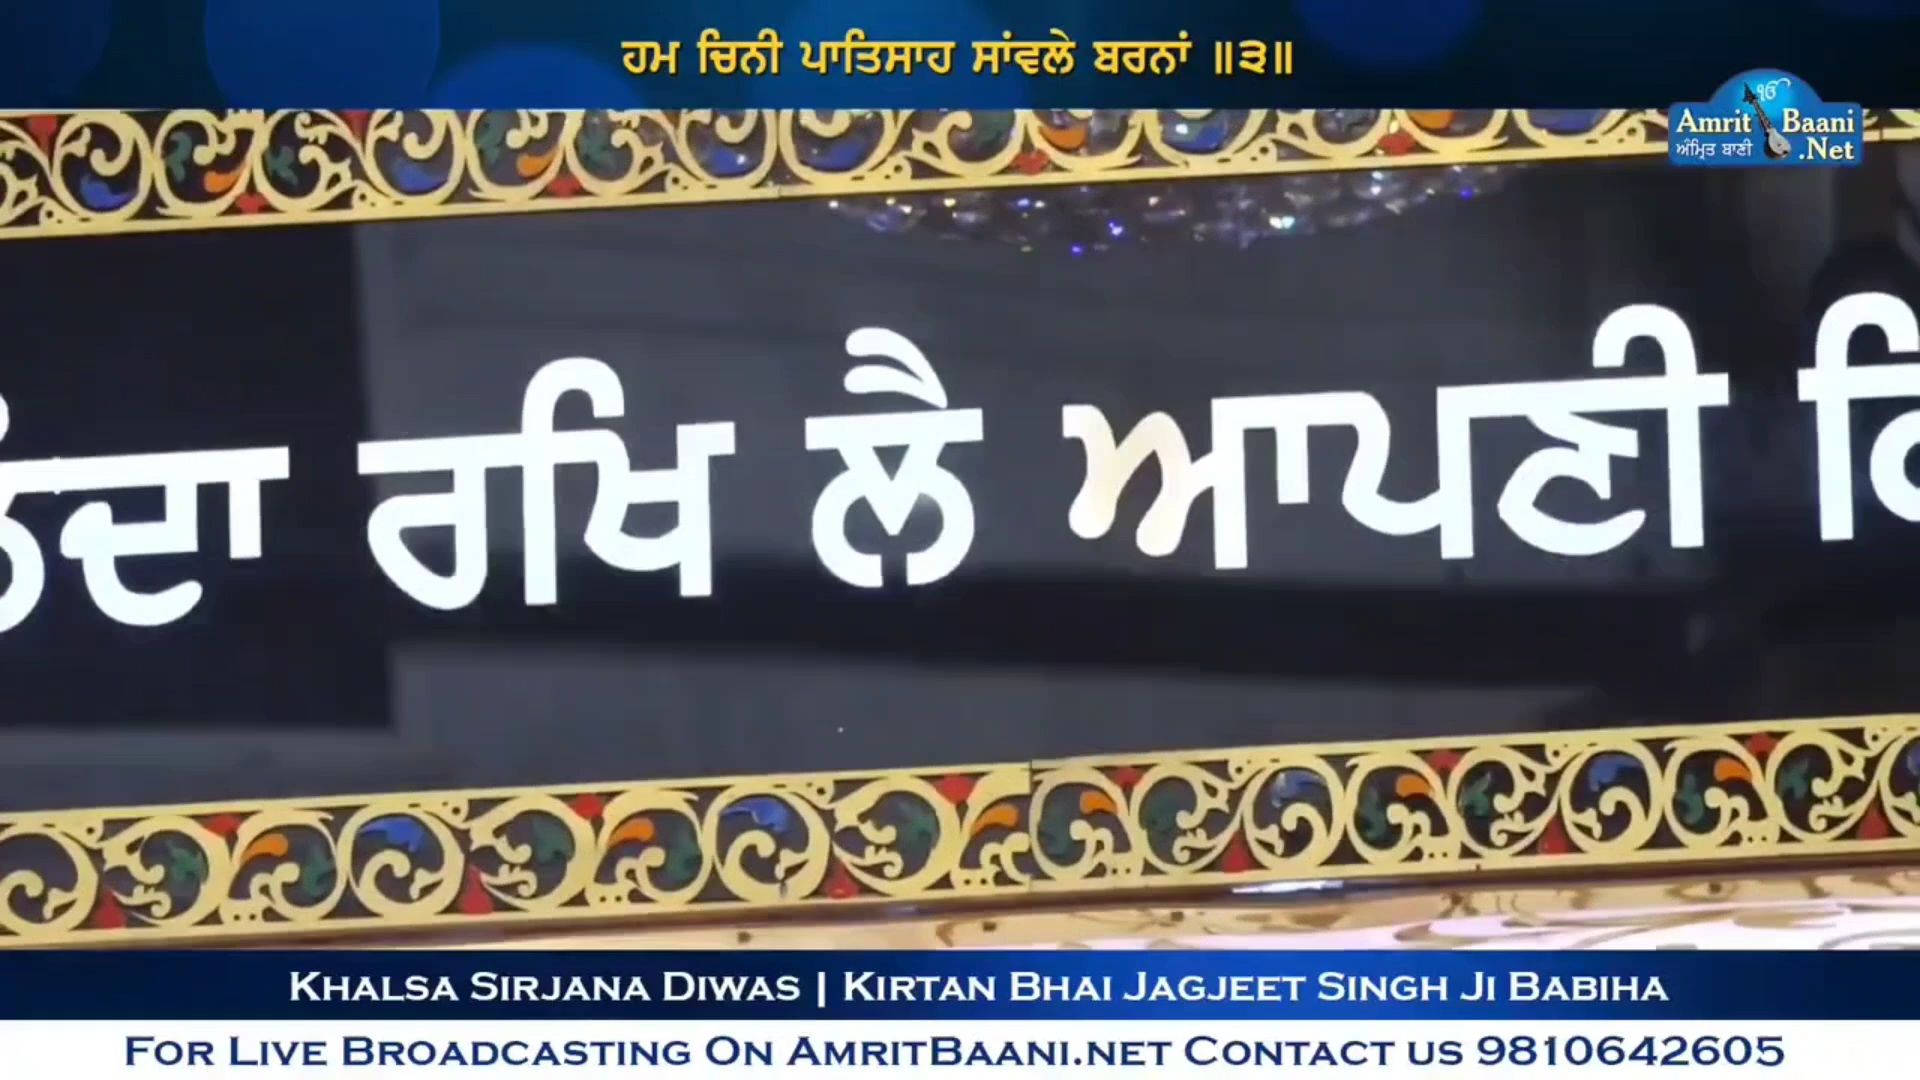 ਹਮ ਚਿਨੀ ਪਾਤਿਸਾਹ ਸਾਂਵਲੇ ਬਰਨਾਂ ॥੩॥
ੴ
Amrit Baani
ਅੰਮ੍ਰਿਤ ਬਾਣੀ .Net
ਰਖਿ ਲੈ ਆਪਣੀ
Khalsa Sirjana Diwas | Kirtan Bhai Jagjeet Singh Ji Babiha
For Live Broadcasting On AmritBaani.net Contact us 9810642605